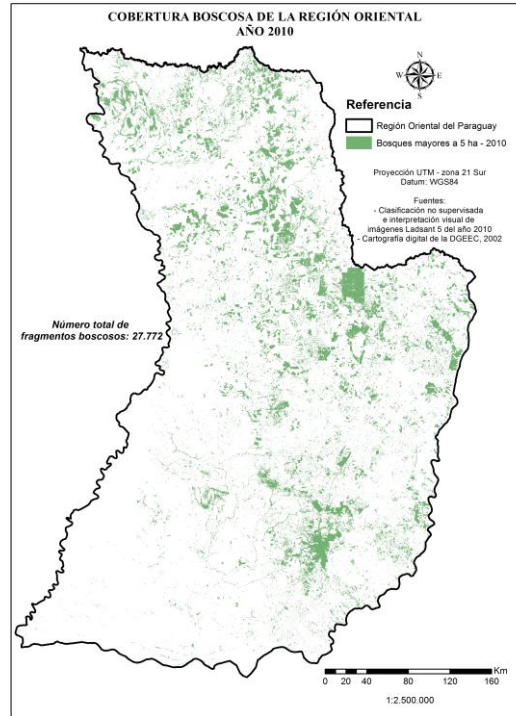 COBERTURA BOSCOSA DE LA REGIÓN ORIENTAL
AÑO 2010
N
W E
S
Referencia
Región Oriental del Paraguay
Bosques mayores a 5 ha - 2010
Proyección UTM - zona 21 Sur
Datum: WGS84
Fuentes:
- Clasificación no supervisada
e interpretación visual de
imágenes Ladsant 5 del año 2010
- Cartografía digital de la DGEEC, 2002
Número total de
fragmentos boscosos: 27.772
Km
0 20 40 80 120 160
1:2.500.000